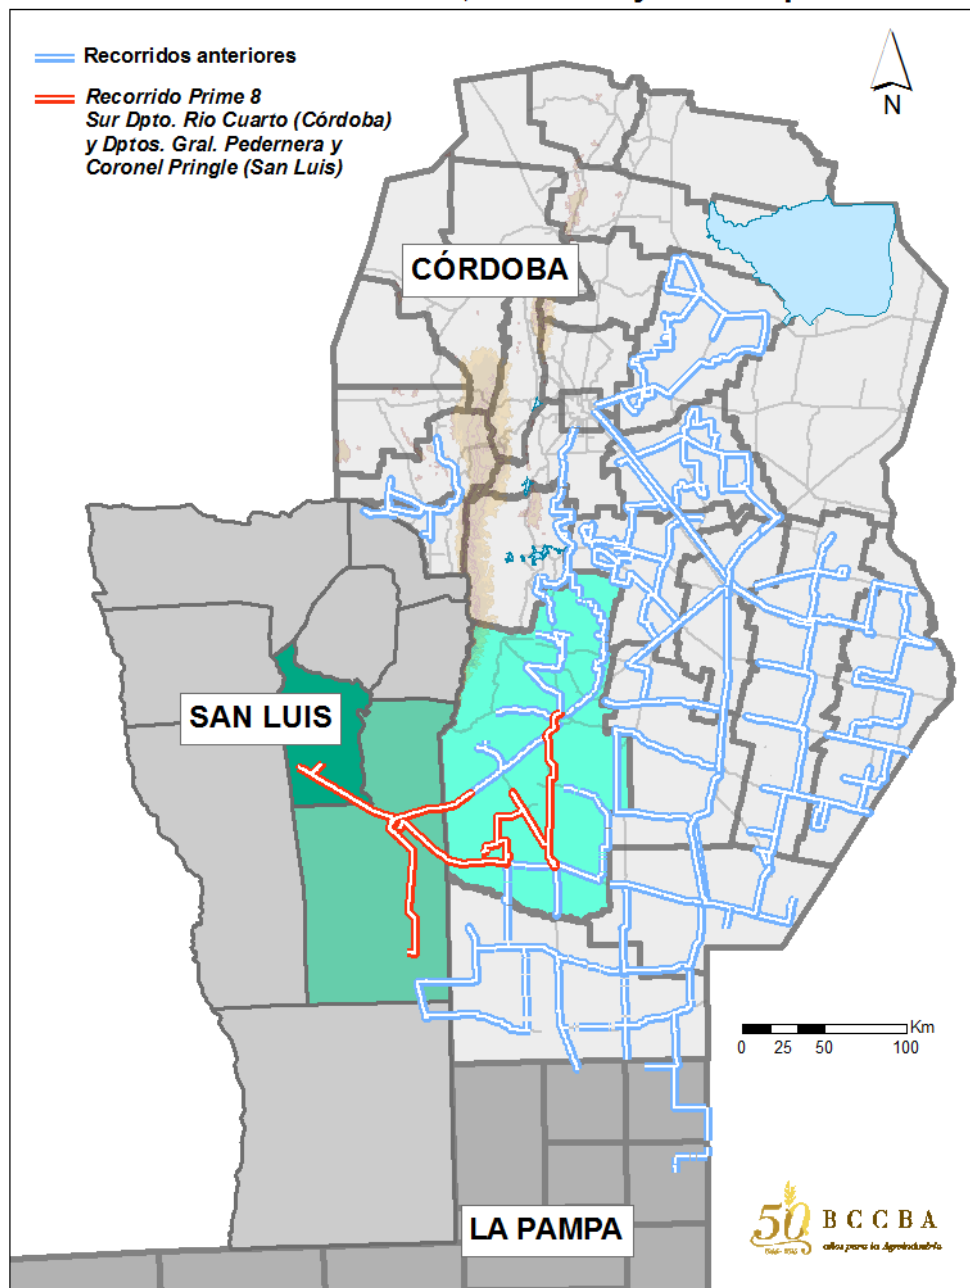 Recorridos anteriores
Recorrido Prime 8
Sur Dpto. Rio Cuarto (Córdoba)
y Dptos. Gral. Pedernera y
Coronel Pringle (San Luis)
N
CÓRDOBA
SAN LUIS
Km
0 25 50 100
LA PAMPA
50 BCCBA
años para la Agroindustria